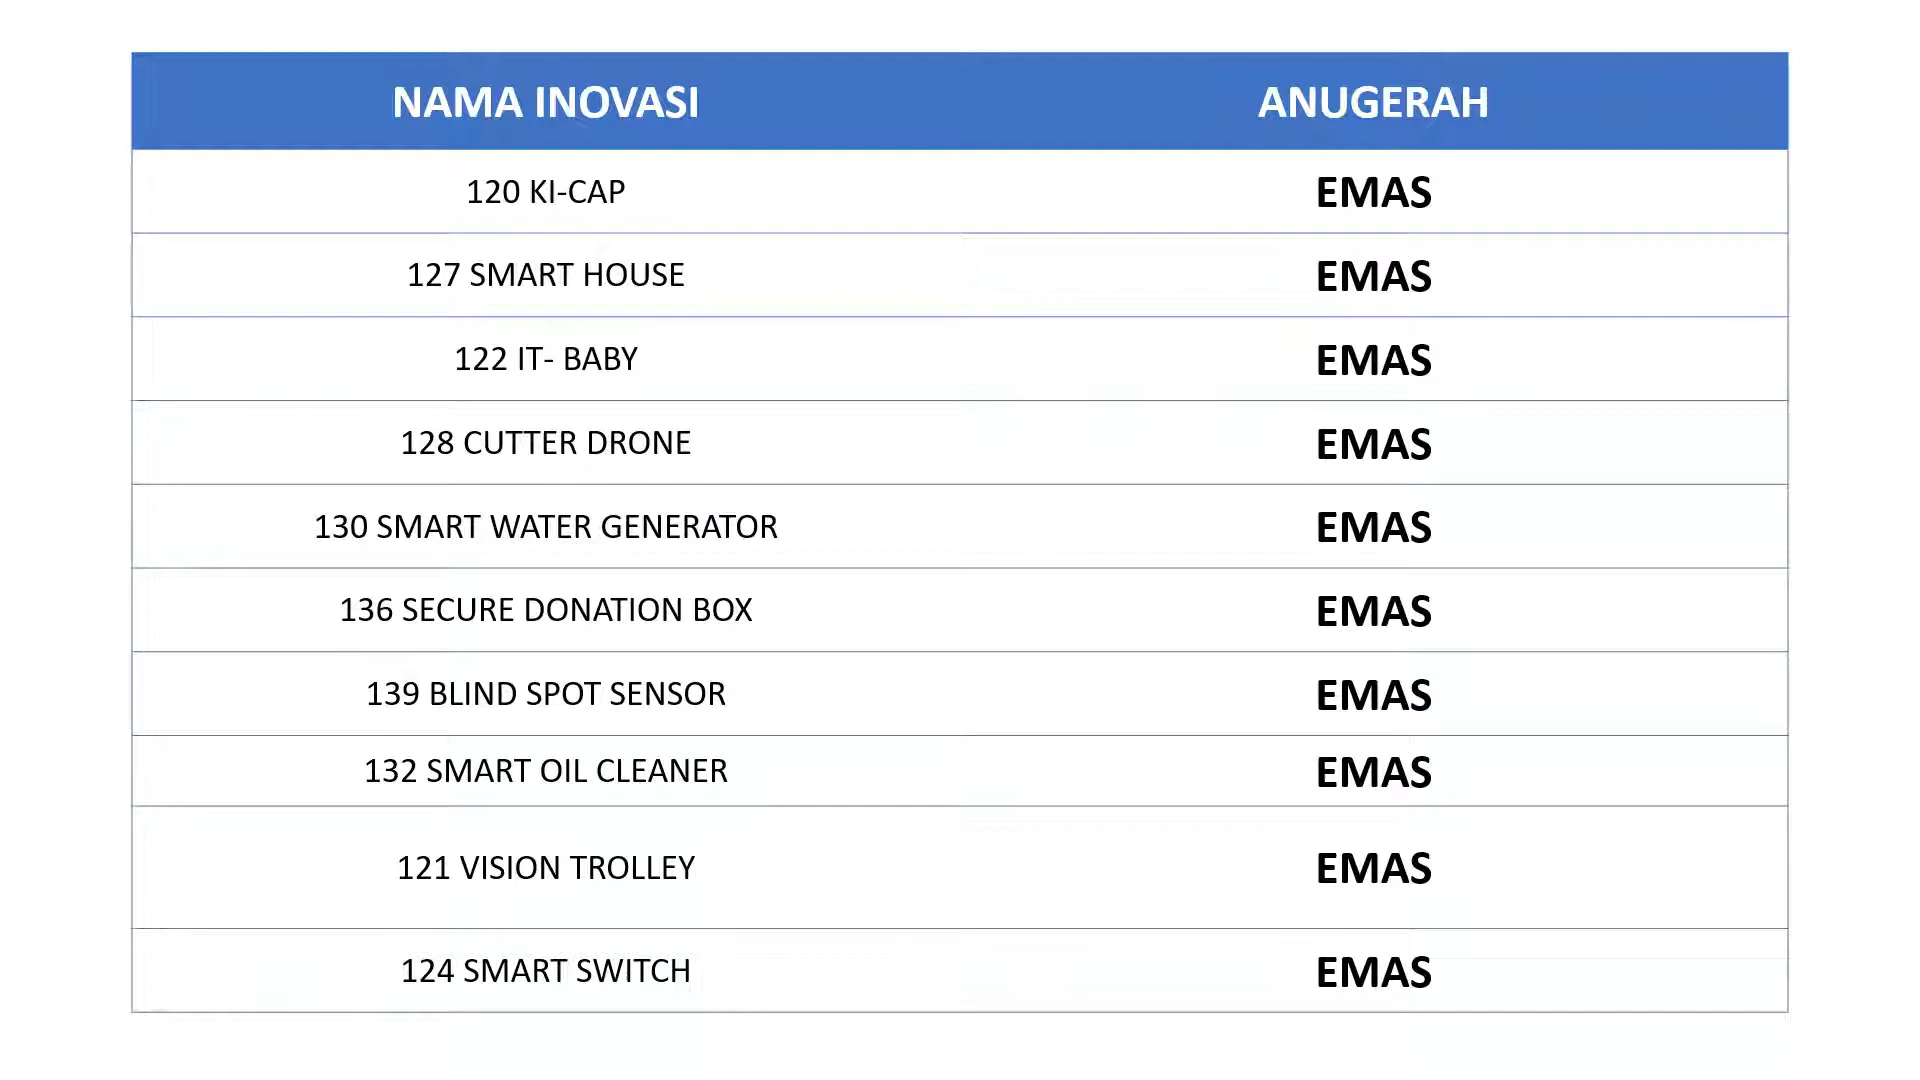 NAMA INOVASI ANUGERAH
120 KI-CAP EMAS
127 SMART HOUSE EMAS
122 IT- BABY EMAS
128 CUTTER DRONE EMAS
130 SMART WATER GENERATOR EMAS
136 SECURE DONATION BOX EMAS
139 BLIND SPOT SENSOR EMAS
132 SMART OIL CLEANER EMAS
121 VISION TROLLEY EMAS
124 SMART SWITCH EMAS